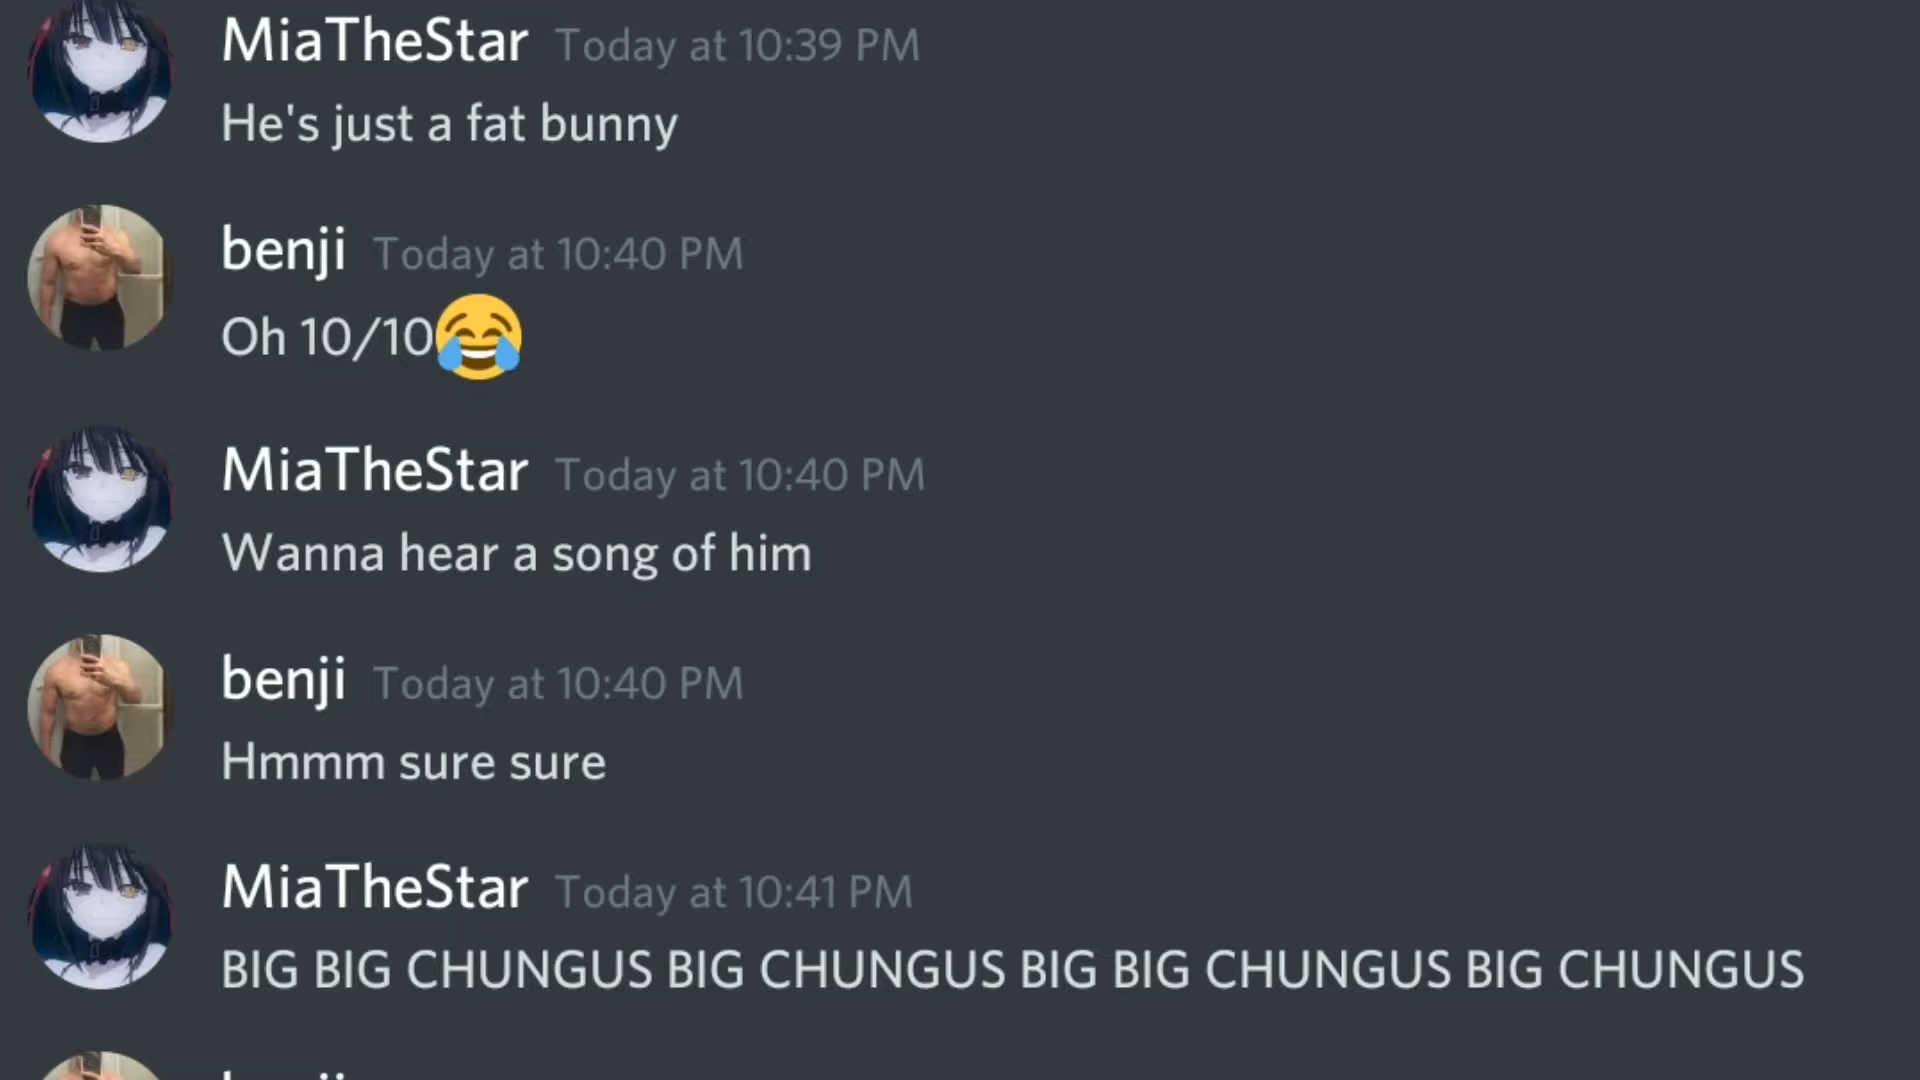 MiaTheStar Today at 10:39 PM
He's just a fat bunny
benji Today at 10:40 PM
Oh 10/10😂
MiaTheStar Today at 10:40 PM
Wanna hear a song of him
benji Today at 10:40 PM
Hmmm sure sure
MiaTheStar Today at 10:41 PM
BIG BIG CHUNGUS BIG CHUNGUS BIG BIG CHUNGUS BIG CHUNGUS